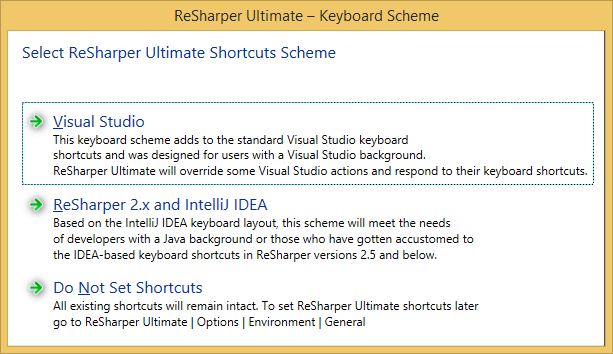 ReSharper Ultimate – Keyboard Scheme
Select ReSharper Ultimate Shortcuts Scheme
Visual Studio
This keyboard scheme adds to the standard Visual Studio keyboard
shortcuts and was designed for users with a Visual Studio background.
ReSharper Ultimate will override some Visual Studio actions and respond to their keyboard shortcuts.
ReSharper 2.x and IntelliJ IDEA
Based on the IntelliJ IDEA keyboard layout, this scheme will meet the needs
of developers with a Java background or those who have gotten accustomed to
the IDEA-based keyboard shortcuts in ReSharper versions 2.5 and below.
Do Not Set Shortcuts
All existing shortcuts will remain intact. To set ReSharper Ultimate shortcuts later
go to ReSharper Ultimate | Options | Environment | General